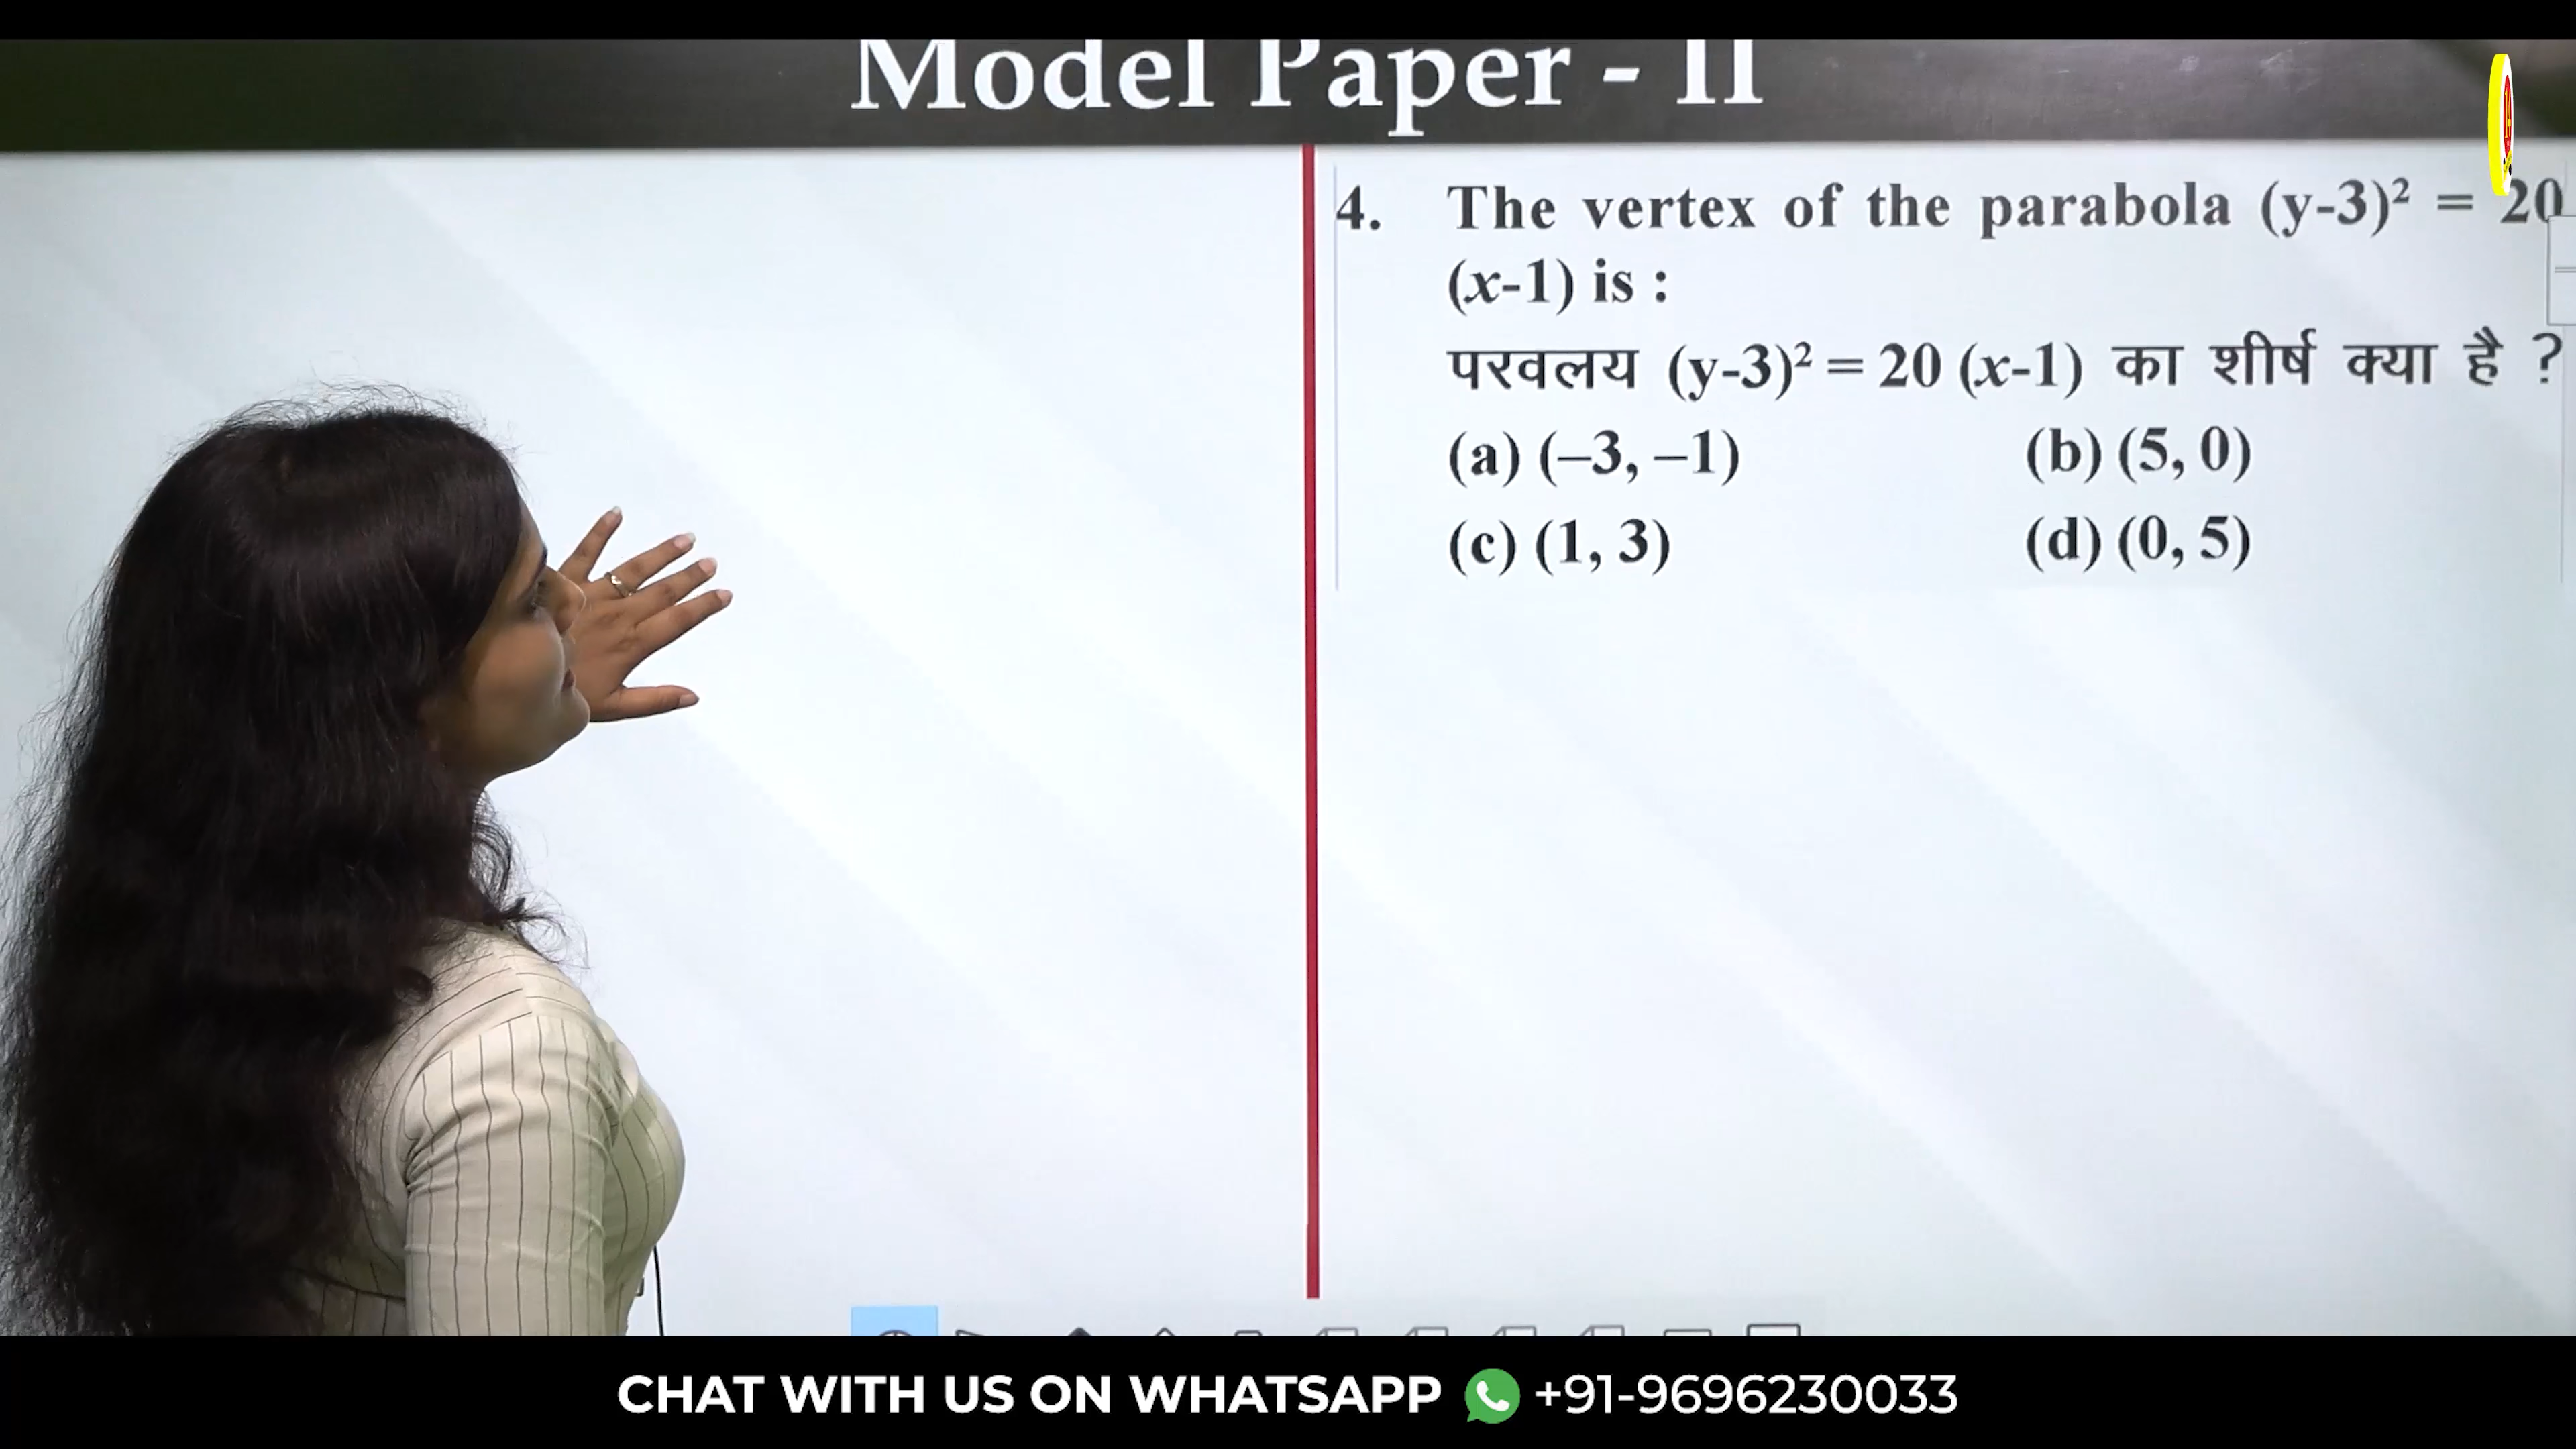 Model Paper - II
4. The vertex of the parabola (y-3)² = 20
(x-1) is :
परवलय (y-3)² = 20 (x-1) का शीर्ष क्या है ?
(a) (–3, –1) (b) (5, 0)
(c) (1, 3) (d) (0, 5)
CHAT WITH US ON WHATSAPP +91-9696230033